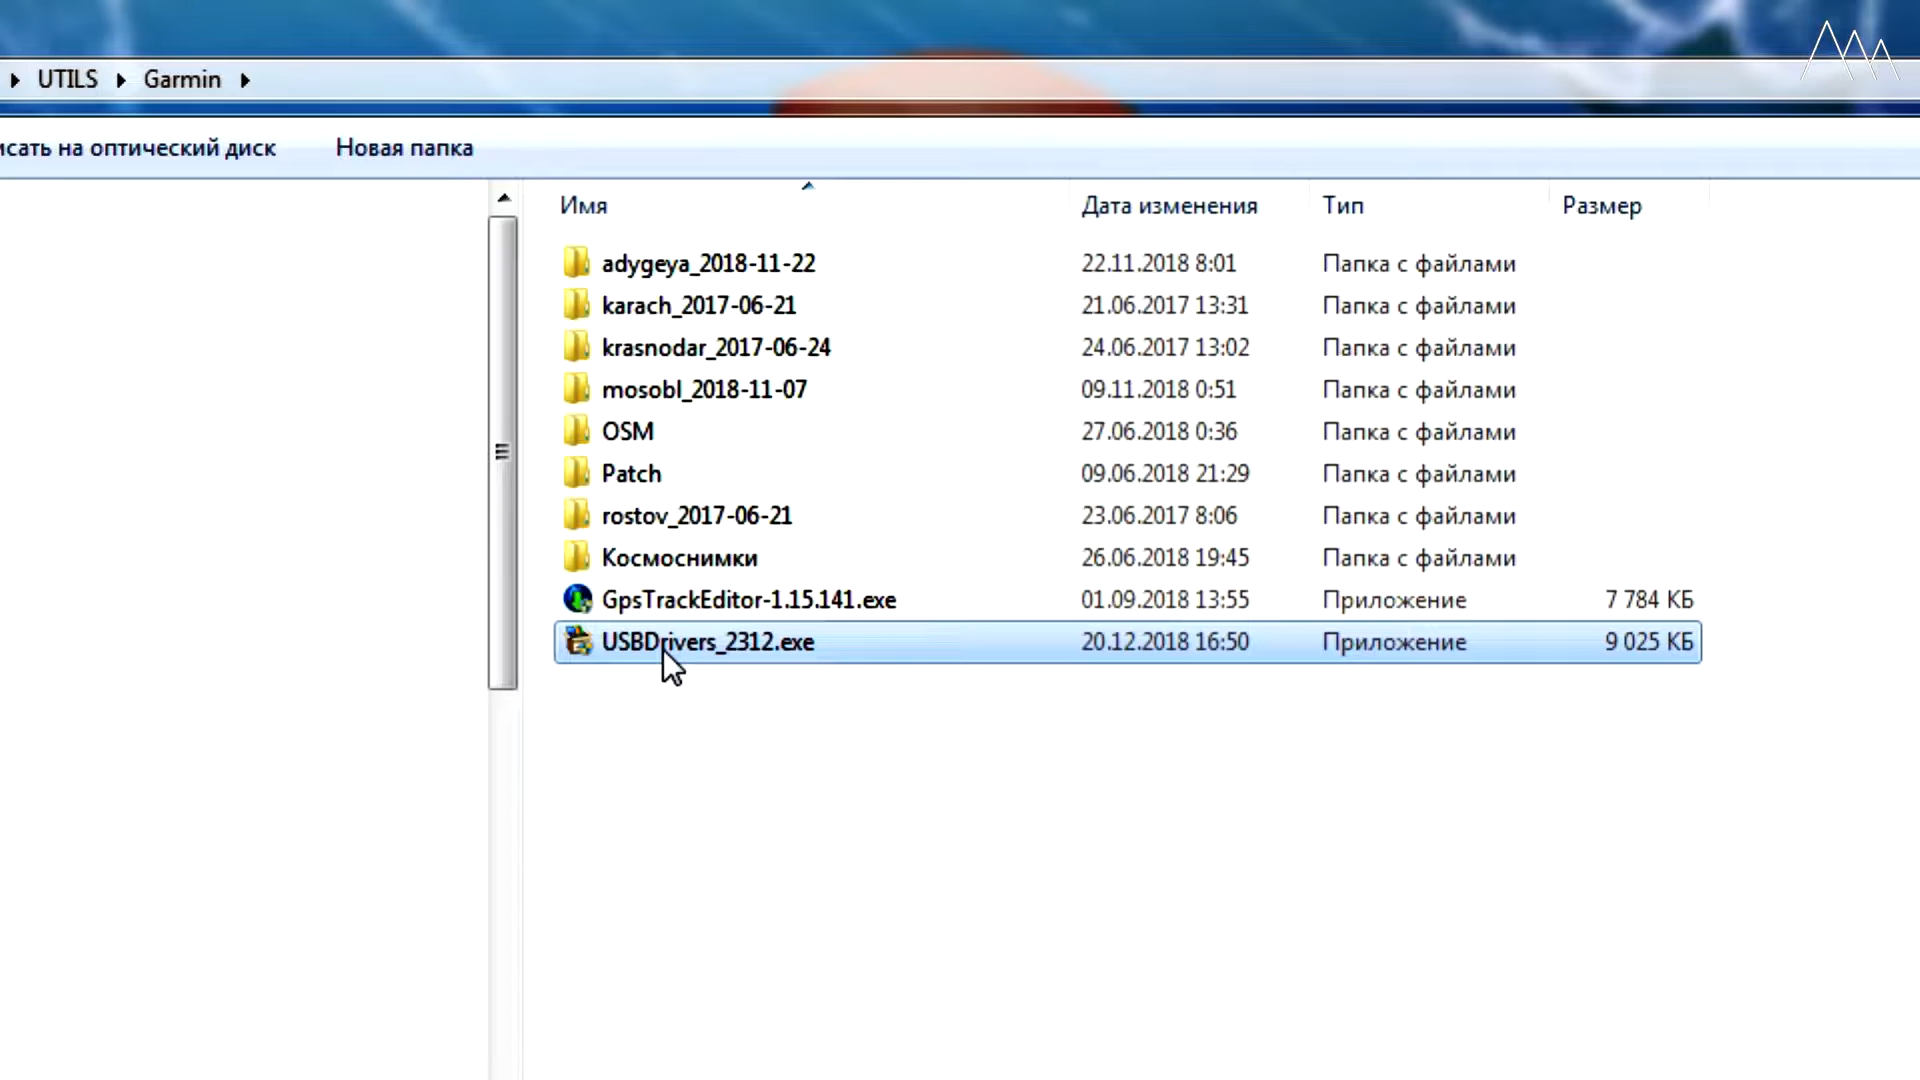 UTILS Garmin
исать на оптический диск Новая папка
Имя Дата изменения Тип Размер
adygeya_2018-11-22 22.11.2018 8:01 Папка с файлами
karach_2017-06-21 21.06.2017 13:31 Папка с файлами
krasnodar_2017-06-24 24.06.2017 13:02 Папка с файлами
mosobl_2018-11-07 09.11.2018 0:51 Папка с файлами
OSM 27.06.2018 0:36 Папка с файлами
Patch 09.06.2018 21:29 Папка с файлами
rostov_2017-06-21 23.06.2017 8:06 Папка с файлами
Космоснимки 26.06.2018 19:45 Папка с файлами
GpsTrackEditor-1.15.141.exe 01.09.2018 13:55 Приложение 7 784 КБ
USBDrivers_2312.exe 20.12.2018 16:50 Приложение 9 025 КБ